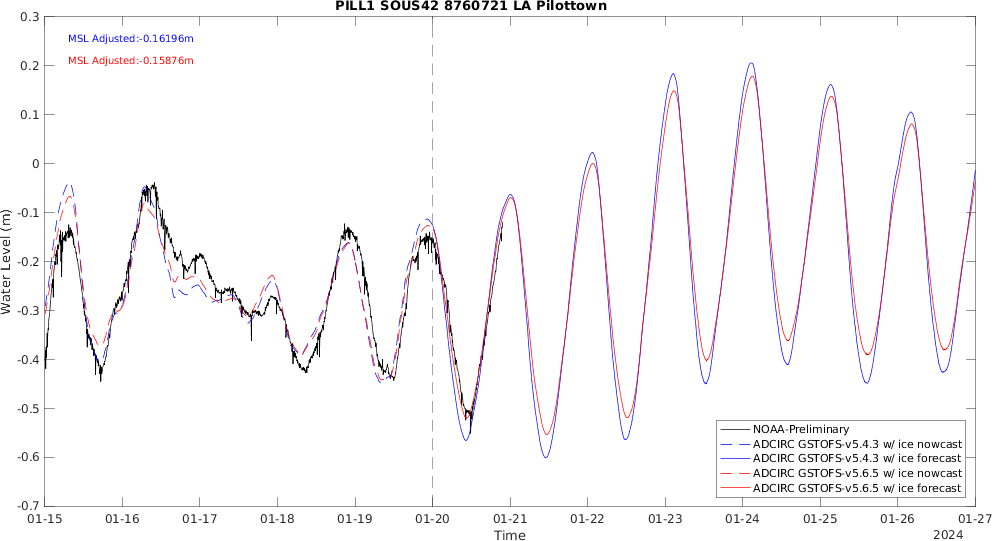 PILL1 SOUS42 8760721 LA Pilottown
MSL Adjusted:-0.16196m
MSL Adjusted:-0.15876m
0.3
0.2
0.1
0
-0.1
-0.2
-0.3
-0.4
-0.5
-0.6
-0.7
Water Level (m)
NOAA-Preliminary
ADCIRC GSTOFS-v5.4.3 w/ ice nowcast
ADCIRC GSTOFS-v5.4.3 w/ ice forecast
ADCIRC GSTOFS-v5.6.5 w/ ice nowcast
ADCIRC GSTOFS-v5.6.5 w/ ice forecast
01-15 01-16 01-17 01-18 01-19 01-20 01-21 01-22 01-23 01-24 01-25 01-26 01-27
Time
2024